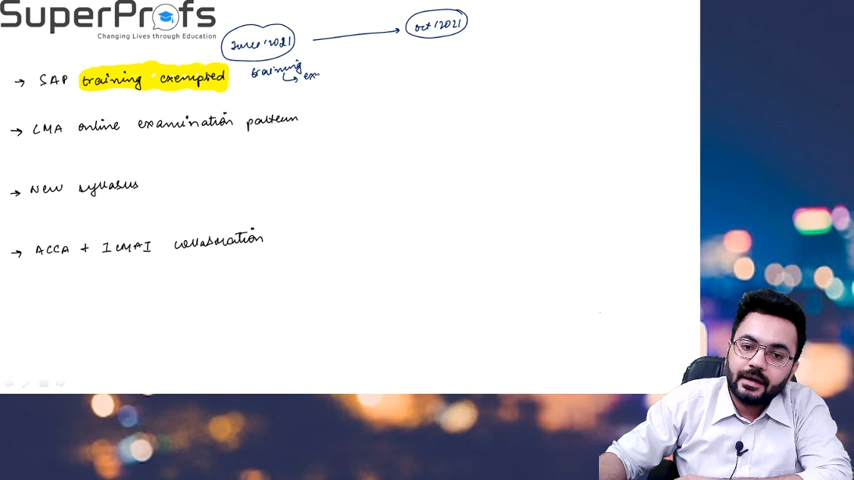 SuperProfs
Changing Lives through Education
June'2021 → Oct'2021
training
↳ ex
→ SAP training exempted
→ CMA online examination pattern
→ New syllabus
→ ACCA + ICMAI collaboration